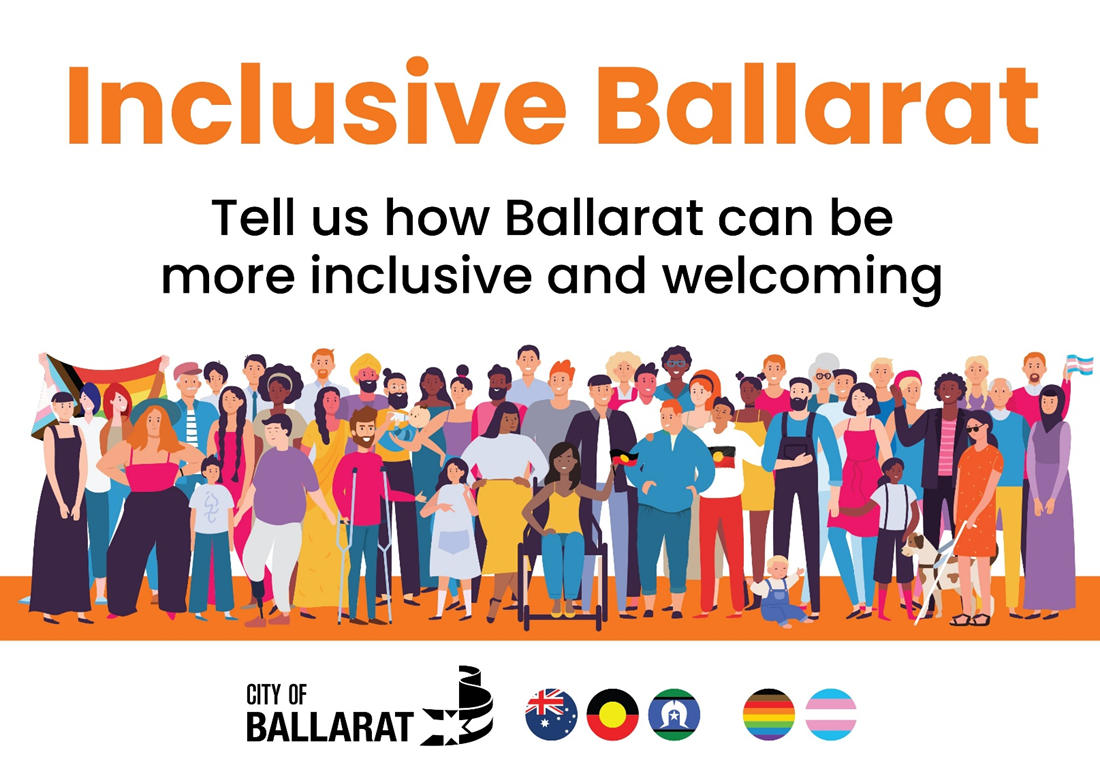 Inclusive Ballarat
Tell us how Ballarat can be
more inclusive and welcoming
CITY OF
BALLARAT